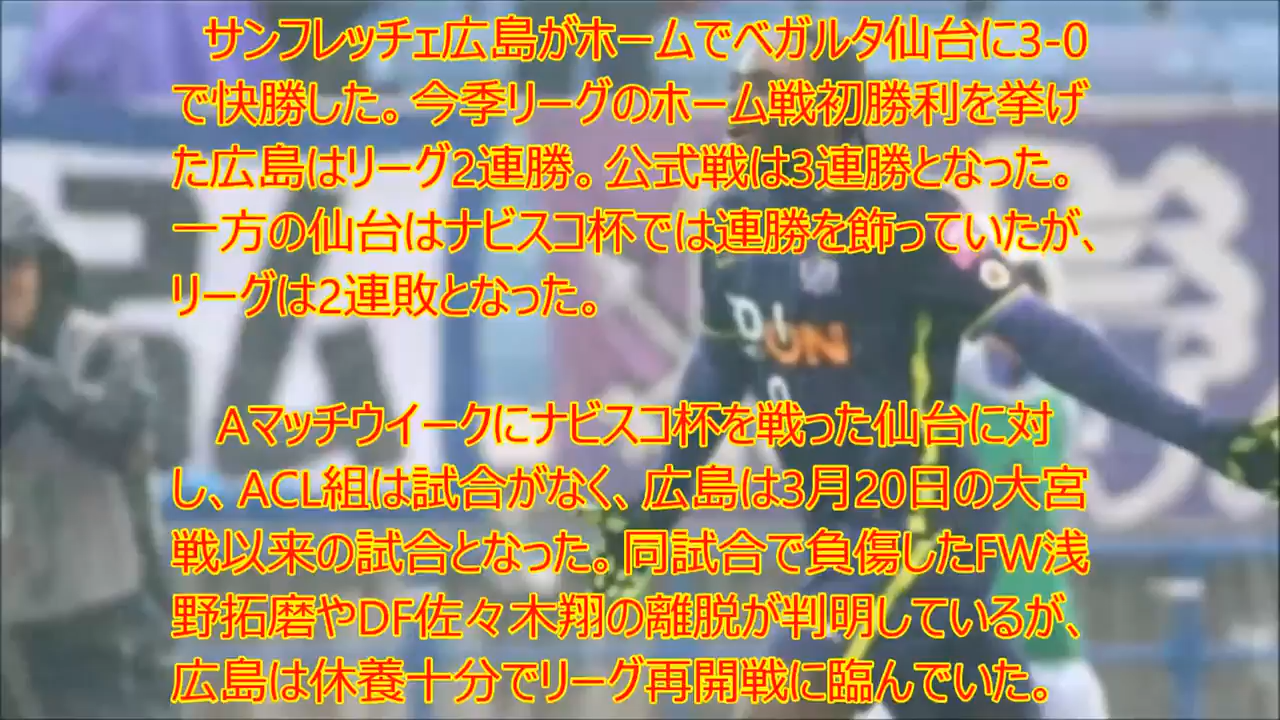 サンフレッチェ広島がホームでベガルタ仙台に3-0
で快勝した。今季リーグのホーム戦初勝利を挙げ
た広島はリーグ2連勝。公式戦は3連勝となった。
一方の仙台はナビスコ杯では連勝を飾っていたが、
リーグは2連敗となった。
Aマッチウイークにナビスコ杯を戦った仙台に対
し、ACL組は試合がなく、広島は3月20日の大宮
戦以来の試合となった。同試合で負傷したFW浅
野拓磨やDF佐々木翔の離脱が判明しているが、
広島は休養十分でリーグ再開戦に臨んでいた。